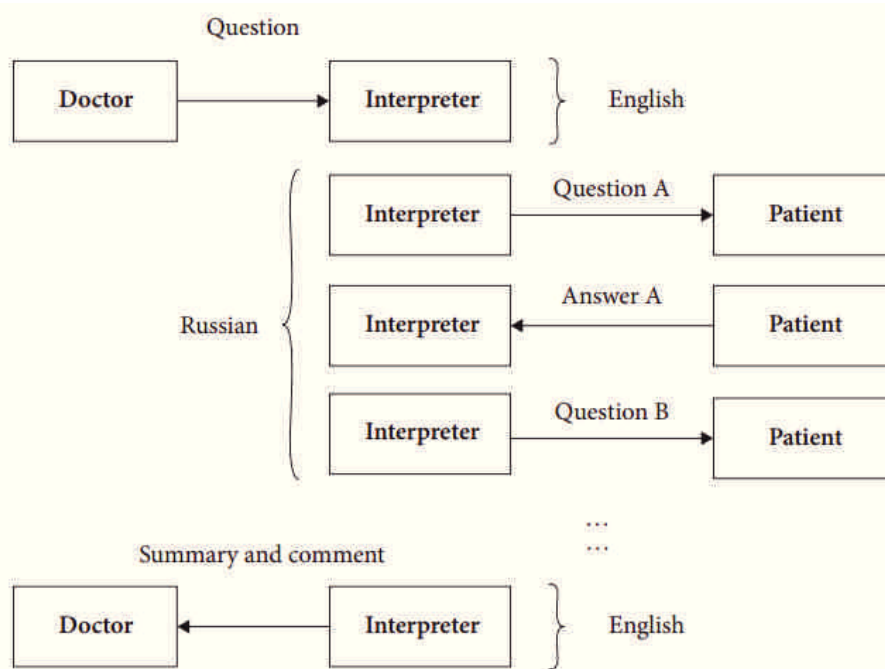 Question
Doctor Interpreter English
Question A
Interpreter Patient
Answer A
Russian Interpreter Patient
Question B
Interpreter Patient
...
...
Summary and comment
Doctor Interpreter English